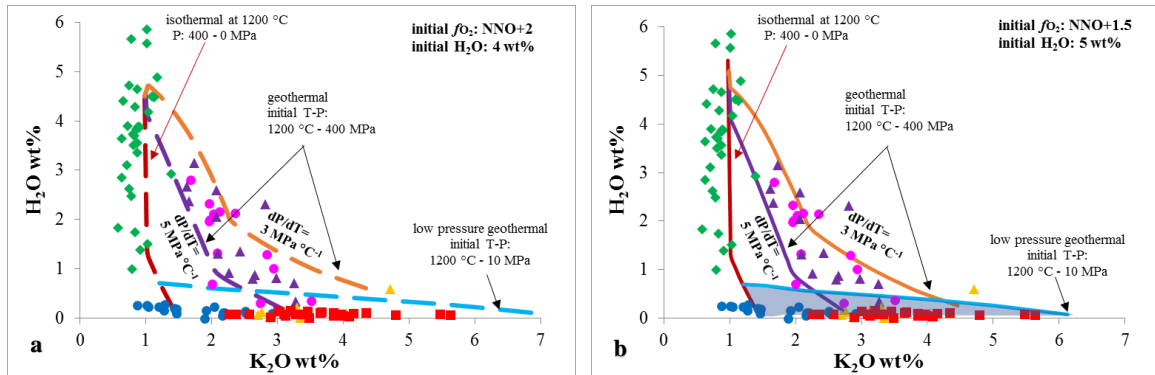 isothermal at 1200 °C
P: 400 - 0 MPa
initial fO₂: NNO+2
initial H₂O: 4 wt%
geothermal
initial T-P:
1200 °C - 400 MPa
dP/dT=
5 MPa °C⁻¹
dP/dT=
3 MPa °C⁻¹
low pressure geothermal
initial T-P:
1200 °C - 10 MPa
H₂O wt%
6
5
4
3
2
1
0
0 1 2 3 4 5 6 7
K₂O wt%
a
isothermal at 1200 °C
P: 400 - 0 MPa
initial fO₂: NNO+1.5
initial H₂O: 5 wt%
geothermal
initial T-P:
1200 °C - 400 MPa
dP/dT=
5 MPa °C⁻¹
dP/dT=
3 MPa °C⁻¹
low pressure geothermal
initial T-P:
1200 °C - 10 MPa
H₂O wt%
6
5
4
3
2
1
0
0 1 2 3 4 5 6 7
K₂O wt%
b